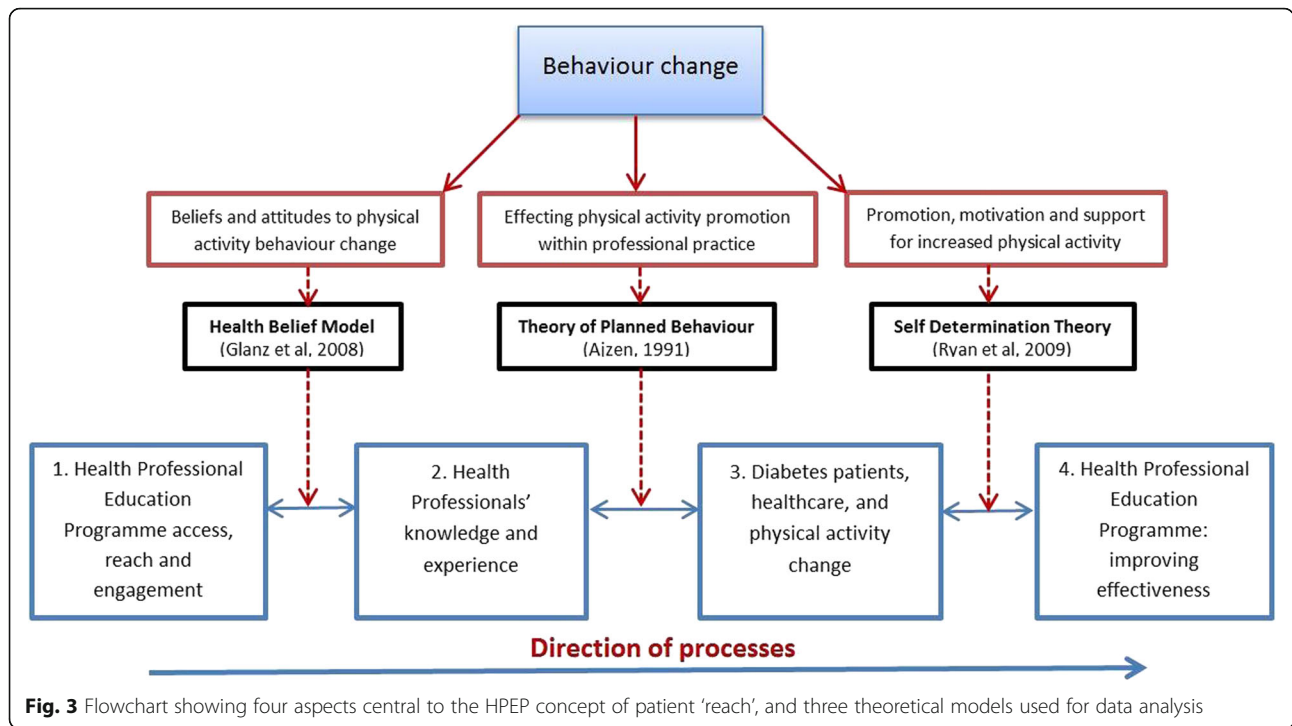 Behaviour change
Beliefs and attitudes to physical
activity behaviour change
Effecting physical activity promotion
within professional practice
Promotion, motivation and support
for increased physical activity
Health Belief Model
(Glanz et al, 2008)
Theory of Planned Behaviour
(Ajzen, 1991)
Self Determination Theory
(Ryan et al, 2009)
1. Health Professional
Education
Programme access,
reach and
engagement
2. Health
Professionals’
knowledge and
experience
3. Diabetes patients,
healthcare, and
physical activity
change
4. Health Professional
Education
Programme:
improving
effectiveness
Direction of processes
Fig. 3 Flowchart showing four aspects central to the HPEP concept of patient ‘reach’, and three theoretical models used for data analysis